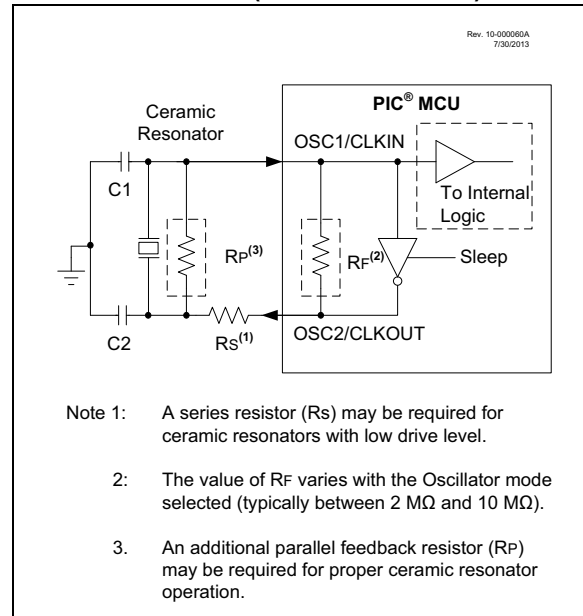 Rev. 10-000060A
7/30/2013
PIC® MCU
Ceramic
Resonator
OSC1/CLKIN
C1
To Internal
Logic
RP(3)
RF(2)
Sleep
C2
RS(1)
OSC2/CLKOUT
Note 1: A series resistor (Rs) may be required for
ceramic resonators with low drive level.
2: The value of RF varies with the Oscillator mode
selected (typically between 2 MΩ and 10 MΩ).
3. An additional parallel feedback resistor (RP)
may be required for proper ceramic resonator
operation.